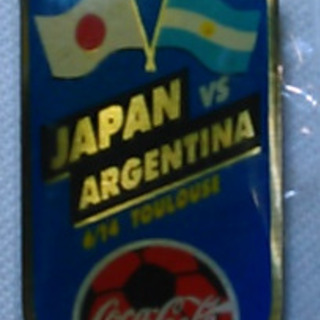 JAPAN VS
ARGENTINA
6/14 TOULOUSE
Coca-Cola